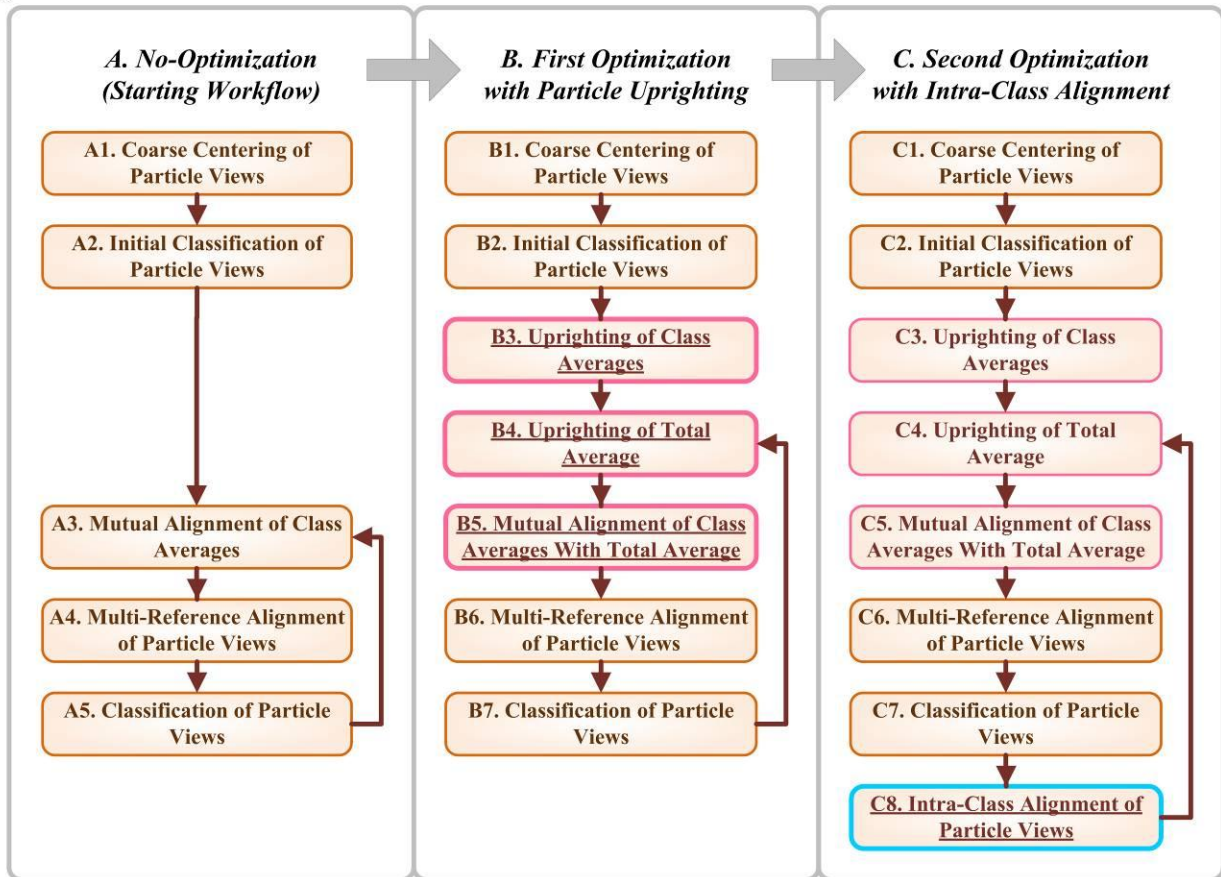 A. No-Optimization
(Starting Workflow)
A1. Coarse Centering of
Particle Views
A2. Initial Classification of
Particle Views
A3. Mutual Alignment of Class
Averages
A4. Multi-Reference Alignment
of Particle Views
A5. Classification of Particle
Views
B. First Optimization
with Particle Uprighting
B1. Coarse Centering of
Particle Views
B2. Initial Classification of
Particle Views
B3. Uprighting of Class
Averages
B4. Uprighting of Total
Average
B5. Mutual Alignment of Class
Averages With Total Average
B6. Multi-Reference Alignment
of Particle Views
B7. Classification of Particle
Views
C. Second Optimization
with Intra-Class Alignment
C1. Coarse Centering of
Particle Views
C2. Initial Classification of
Particle Views
C3. Uprighting of Class
Averages
C4. Uprighting of Total
Average
C5. Mutual Alignment of Class
Averages With Total Average
C6. Multi-Reference Alignment
of Particle Views
C7. Classification of Particle
Views
C8. Intra-Class Alignment of
Particle Views